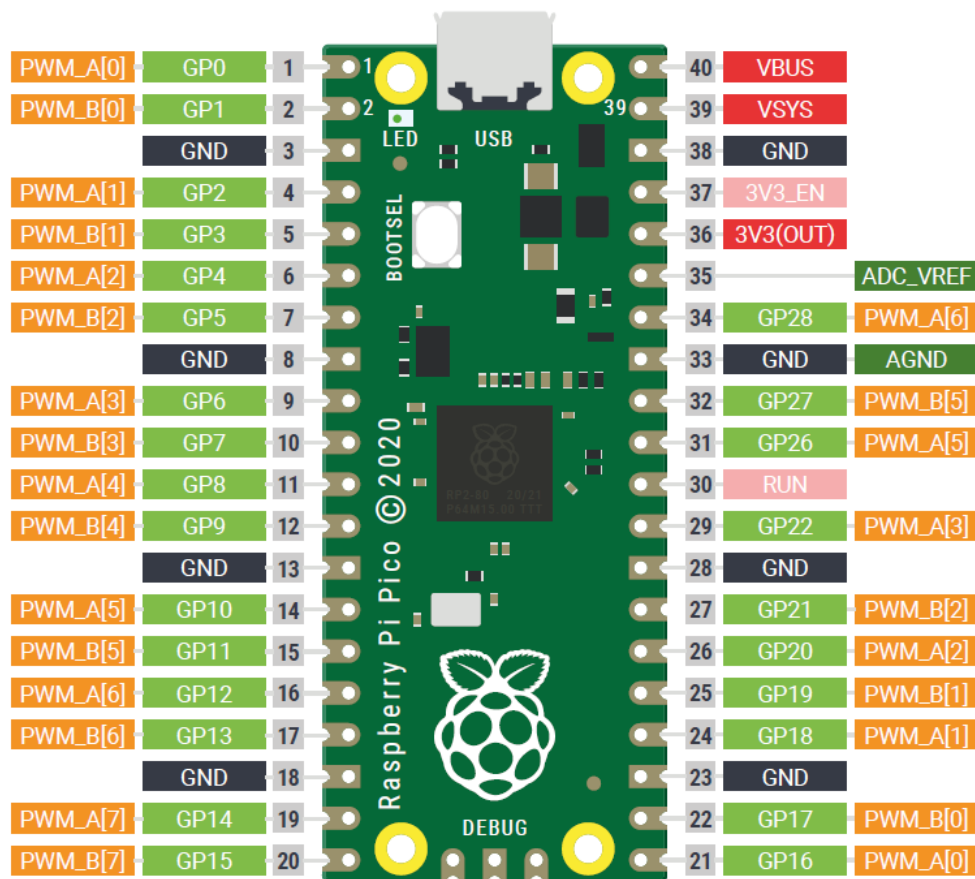 PWM_A[0] GP0 1 1 40 VBUS
PWM_B[0] GP1 2 2 39 39 VSYS
LED USB
GND 3 38 GND
PWM_A[1] GP2 4 37 3V3_EN
PWM_B[1] GP3 5 BOOTSEL 36 3V3(OUT)
PWM_A[2] GP4 6 35 ADC_VREF
PWM_B[2] GP5 7 34 GP28 PWM_A[6]
GND 8 33 GND AGND
PWM_A[3] GP6 9 32 GP27 PWM_B[5]
PWM_B[3] GP7 10 31 GP26 PWM_A[5]
PWM_A[4] GP8 11 30 RUN
RP2-80 20/21
P64M15.00 TTT
PWM_B[4] GP9 12 29 GP22 PWM_A[3]
GND 13 28 GND
Raspberry Pi Pico © 2020
PWM_A[5] GP10 14 27 GP21 PWM_B[2]
PWM_B[5] GP11 15 26 GP20 PWM_A[2]
PWM_A[6] GP12 16 25 GP19 PWM_B[1]
PWM_B[6] GP13 17 24 GP18 PWM_A[1]
GND 18 23 GND
PWM_A[7] GP14 19 22 GP17 PWM_B[0]
DEBUG
PWM_B[7] GP15 20 21 GP16 PWM_A[0]